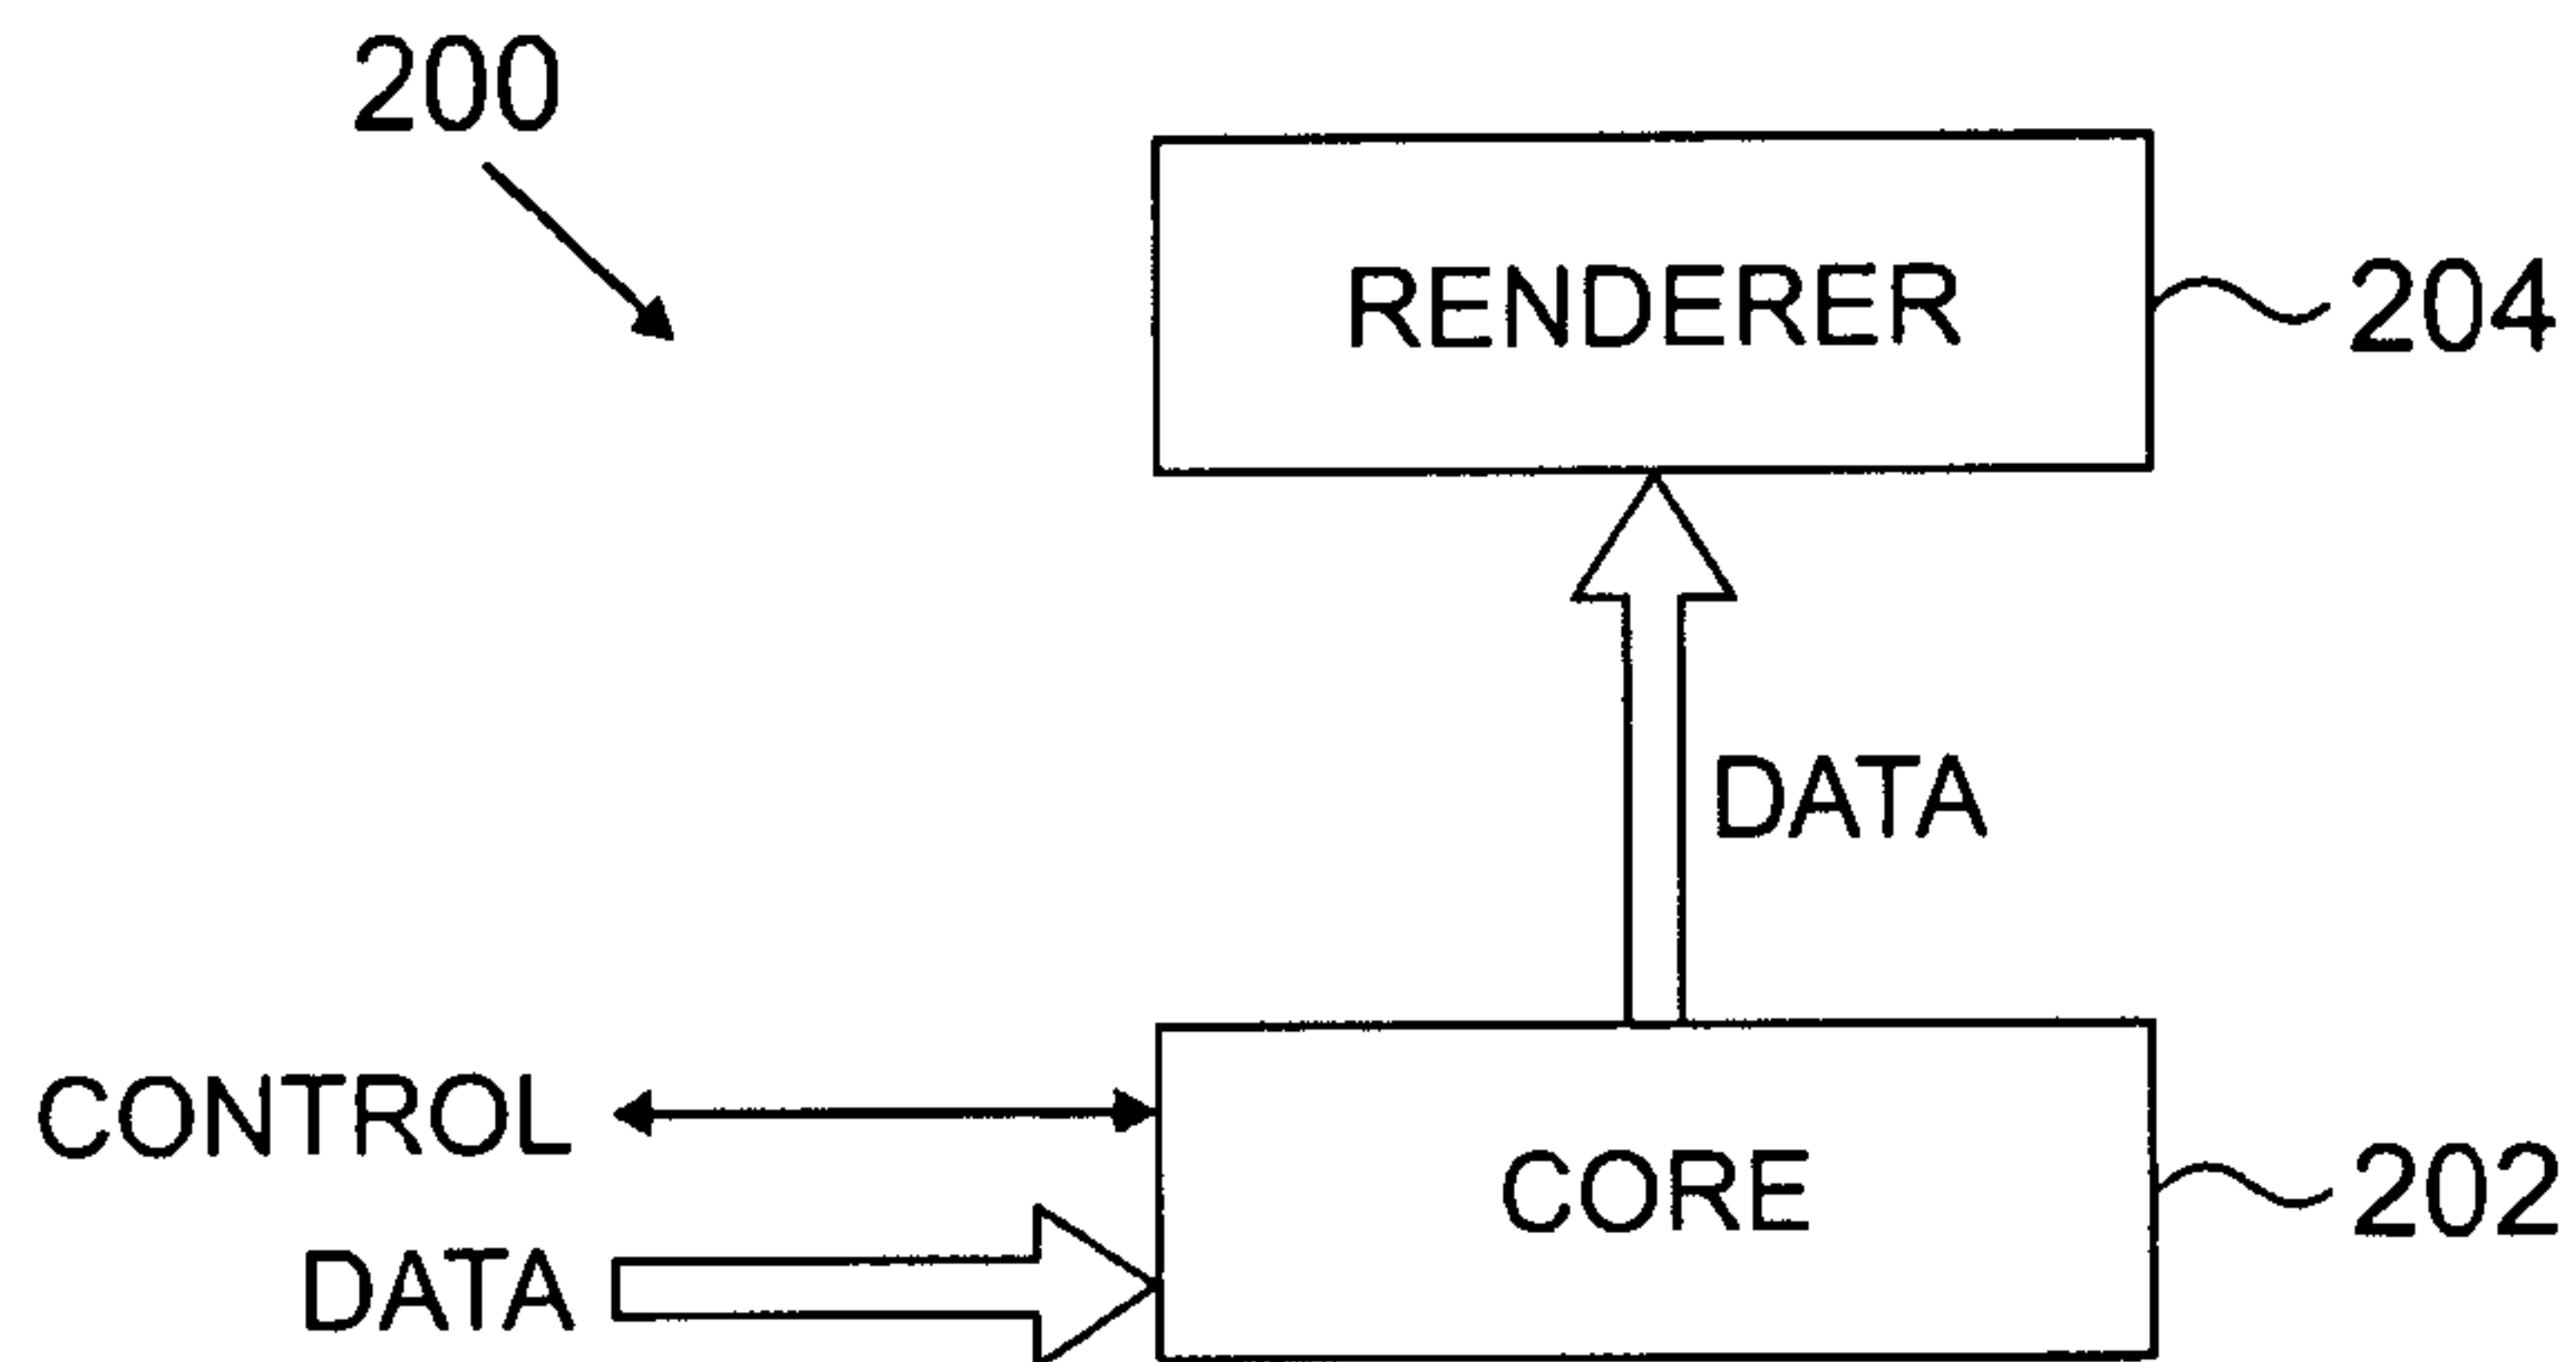 200
RENDERER
204
DATA
CONTROL
CORE
202
DATA